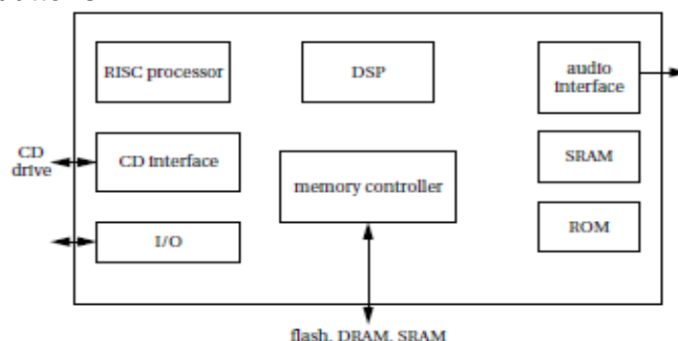 RISC processor
DSP
audio
interface
CD
drive
CD interface
SRAM
memory controller
I/O
ROM
flash, DRAM, SRAM